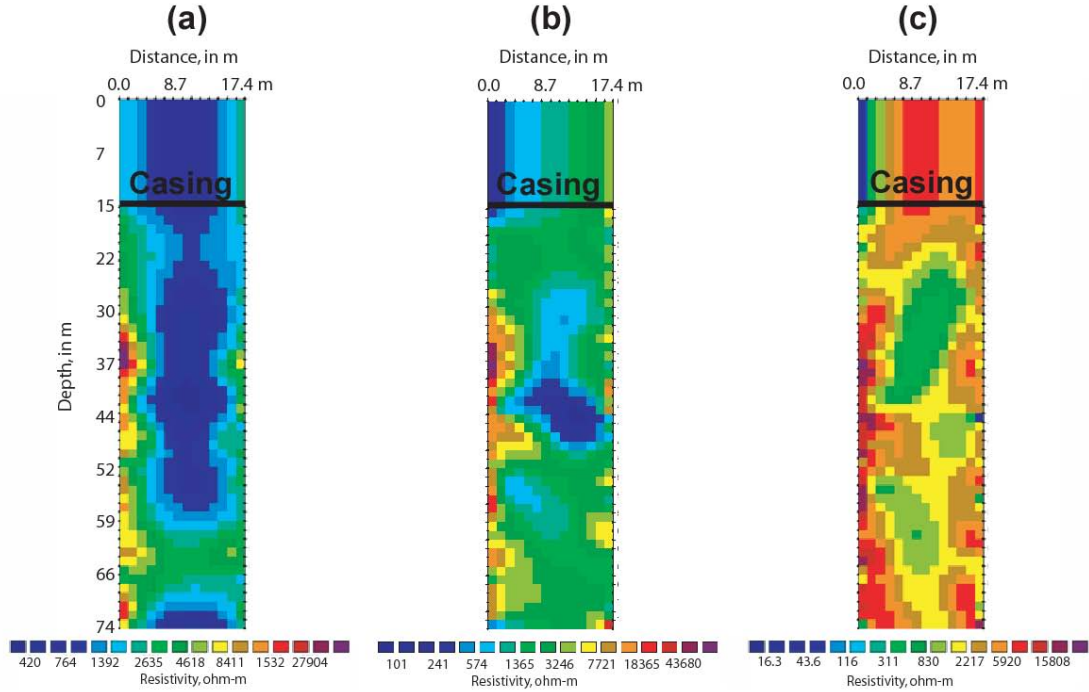 (a) (b) (c)
Distance, in m Distance, in m Distance, in m
0.0 8.7 17.4 m 0.0 8.7 17.4 m 0.0 8.7 17.4 m
0
7
Casing Casing Casing
15
22
30
37
Depth, in m
44
52
59
66
74
420 764 1392 2635 4618 8411 1532 27904 101 241 574 1365 3246 7721 18365 43680 16.3 43.6 116 311 830 2217 5920 15808
Resistivity, ohm-m Resistivity, ohm-m Resistivity, ohm-m